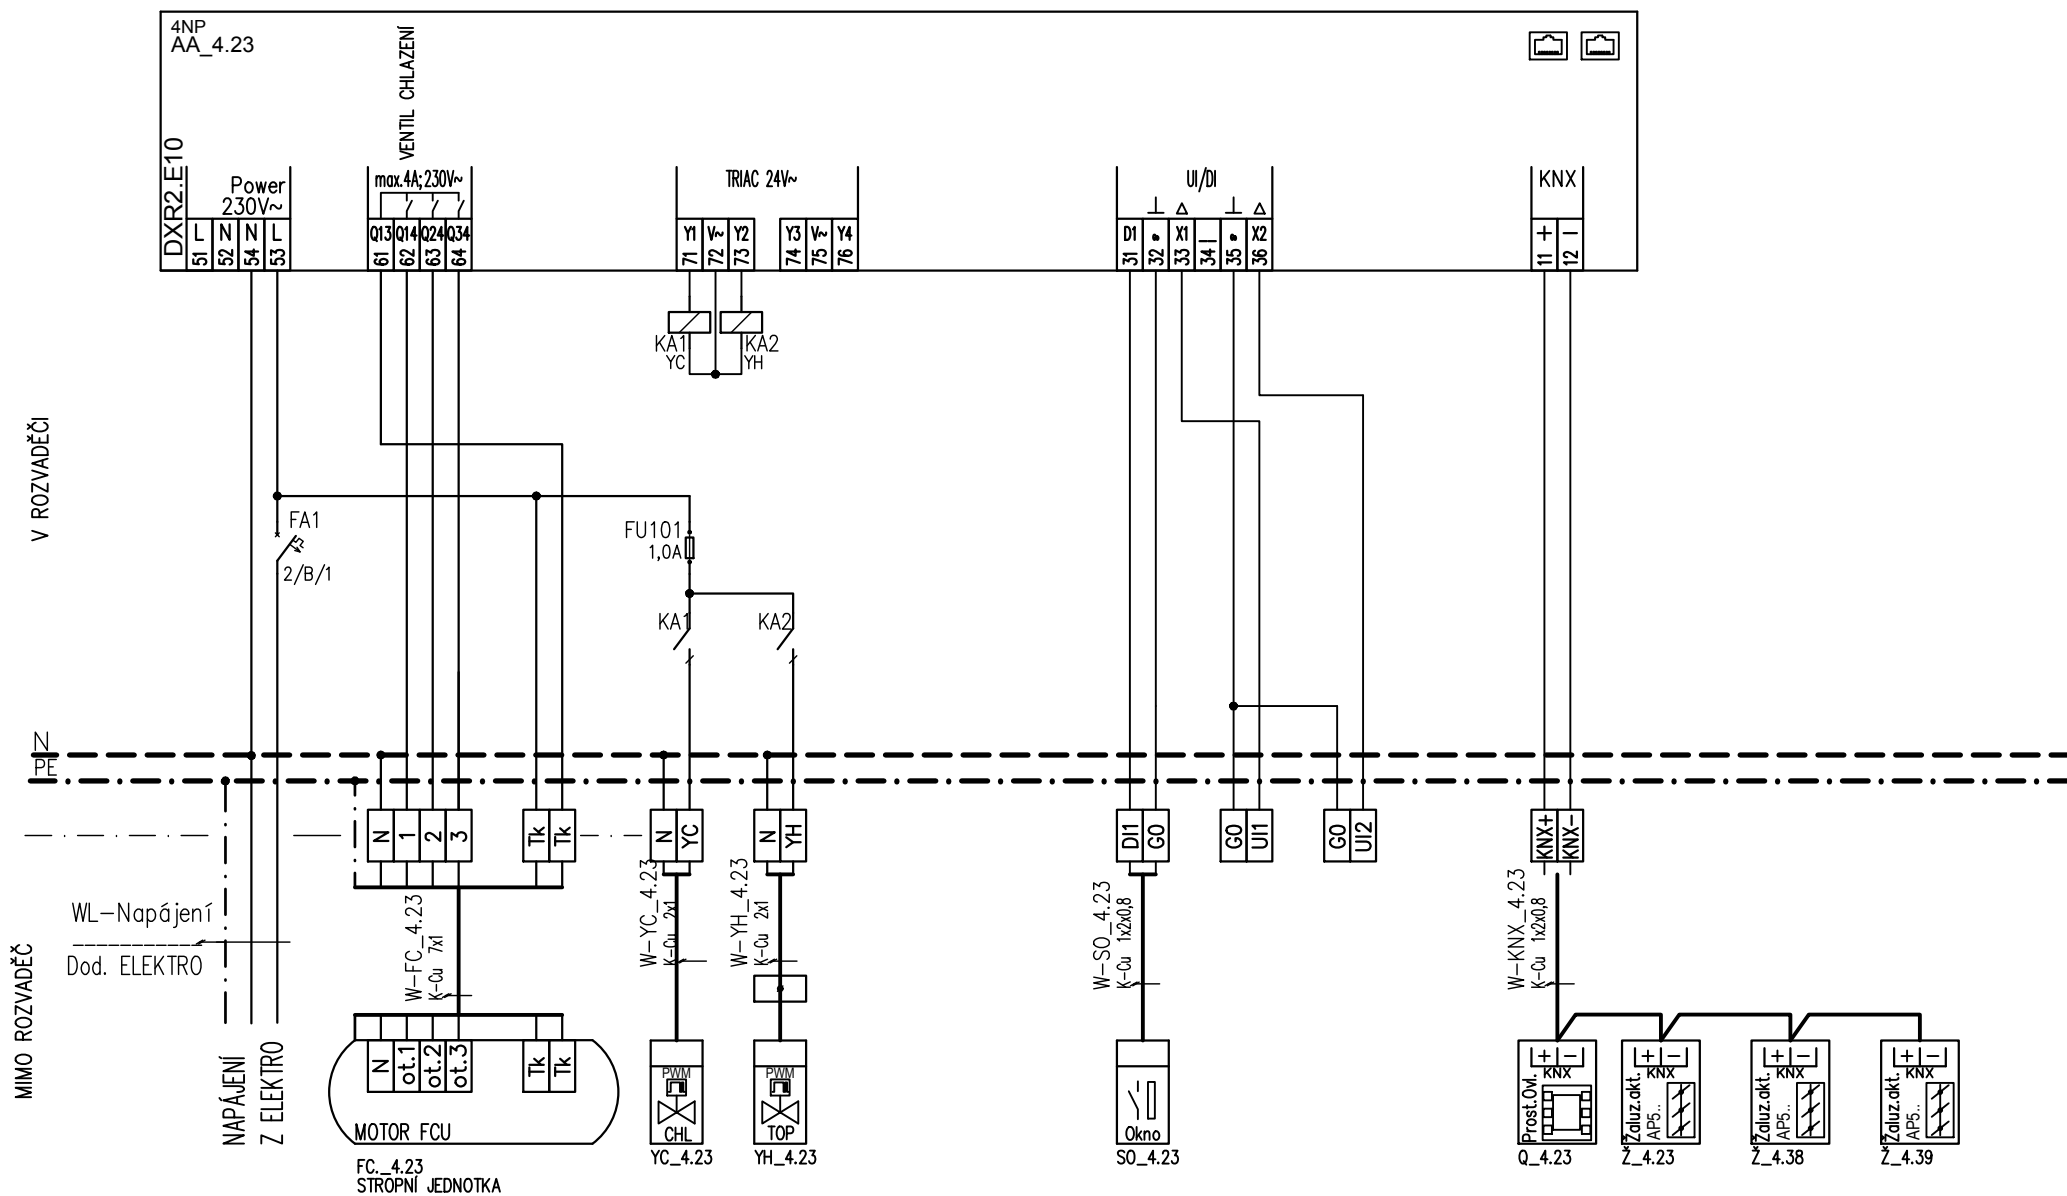 4NP
AA_4.23
DXR2.E10
VENTIL CHLAZENÍ
Power
230V~
L N N L
51 52 54 53
max.4A;230V~
Q13 Q14 Q24 Q34
61 62 63 64
TRIAC 24V~
Y1 V~ Y2
71 72 73
Y3 V~ Y4
74 75 76
UI/DI
D1 X1 X2
31 32 33 34 35 36
KNX
+ −
11 12
KA1
YC
KA2
YH
V ROZVADĚČI
FA1
2/B/1
FU101
1,0A
KA1
KA2
N
PE
N 1 2 3
Tk Tk
N YC
N YH
DI1 GO
GO UI1
GO UI2
KNX+ KNX−
MIMO ROZVADĚČ
WL−Napájení
Dod. ELEKTRO
NAPÁJENÍ
Z ELEKTRO
W−FC_4.23
K−Cu 7x1
W−YC_4.23
K−Cu 2x1
W−YH_4.23
K−Cu 2x1
W−SO_4.23
K−Cu 1x2x0,8
W−KNX_4.23
K−Cu 1x2x0,8
N ot.1 ot.2 ot.3
Tk Tk
MOTOR FCU
FC._4.23
STROPNÍ JEDNOTKA
PWM
CHL
YC_4.23
PWM
TOP
YH_4.23
Okno
SO_4.23
+ −
KNX
Prost.Ovl.
Q_4.23
+ −
KNX
Žaluz.akt.
AP5..
Ž_4.23
+ −
KNX
Žaluz.akt.
AP5..
Ž_4.38
+ −
KNX
Žaluz.akt.
AP5..
Ž_4.39